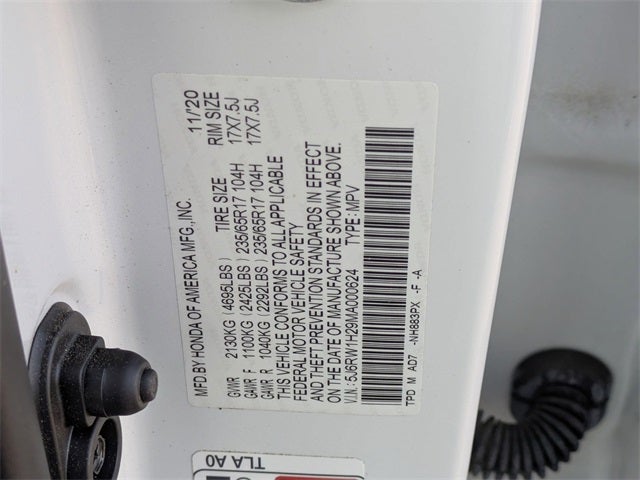 MFD.BY HONDA OF AMERICA MFG.,INC. 11/'20
TIRE SIZE RIM SIZE
GVWR 2130KG (4695LBS)
GAWR F 1100KG (2425LBS) 235/65R17 104H 17X7.5J
GAWR R 1040KG (2292LBS) 235/65R17 104H 17X7.5J
THIS VEHICLE CONFORMS TO ALL APPLICABLE
FEDERAL MOTOR VEHICLE SAFETY
AND THEFT PREVENTION STANDARDS IN EFFECT
ON THE DATE OF MANUFACTURE SHOWN ABOVE.
V.I.N.: 5J6RW1H29MA000624 TYPE: MPV
TPD M AD7 -NH883PX -F -A
TLA A0